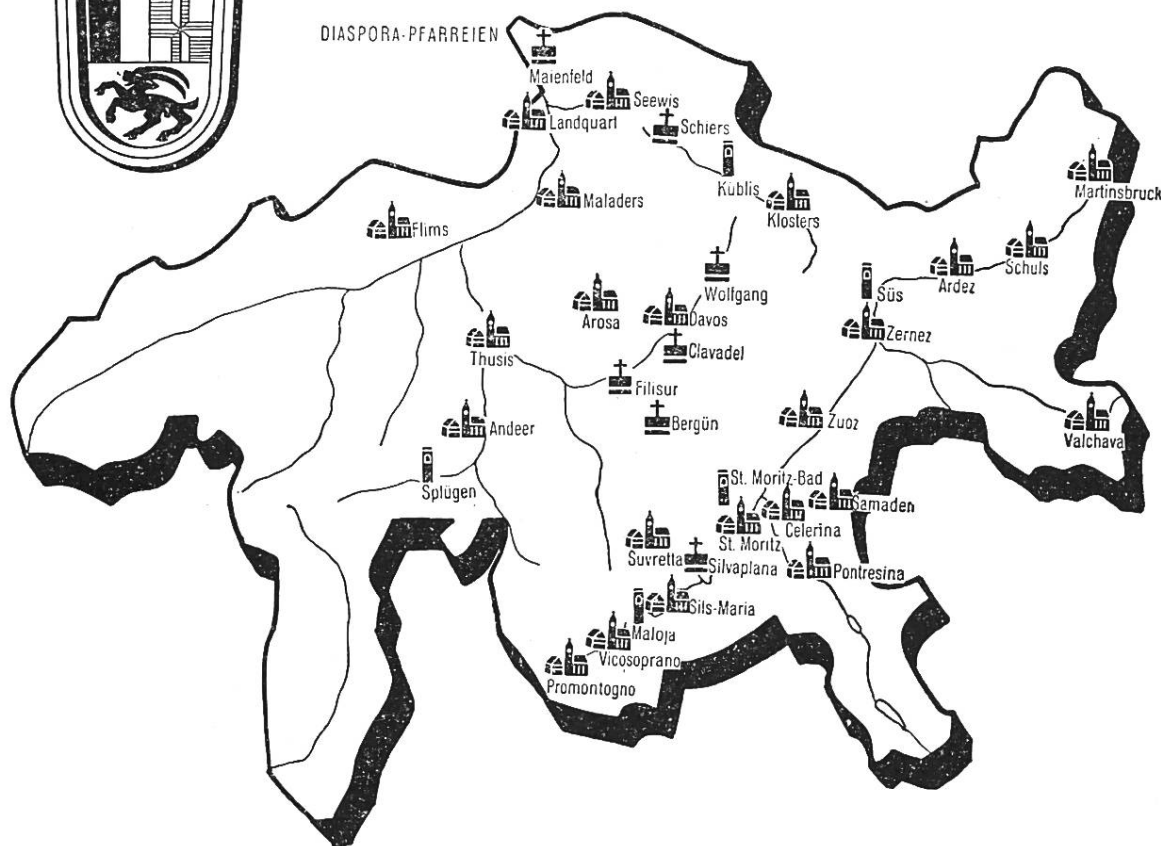 DIASPORA-PFARREIEN
Maienfeld
Seewis
Landquart
Schiers
Küblis
Martinsbruck
Maladers
Klosters
Flims
Schuls
Ardez
Wolfgang
Süs
Arosa
Davos
Zernez
Thusis
Clavadel
Filisur
Andeer
Bergün
Zuoz
Valchava
Splügen
St. Moritz-Bad
Samaden
Celerina
St. Moritz
Suvretta
Silvaplana
Pontresina
Sils-Maria
Maloja
Vicosoprano
Promontogno